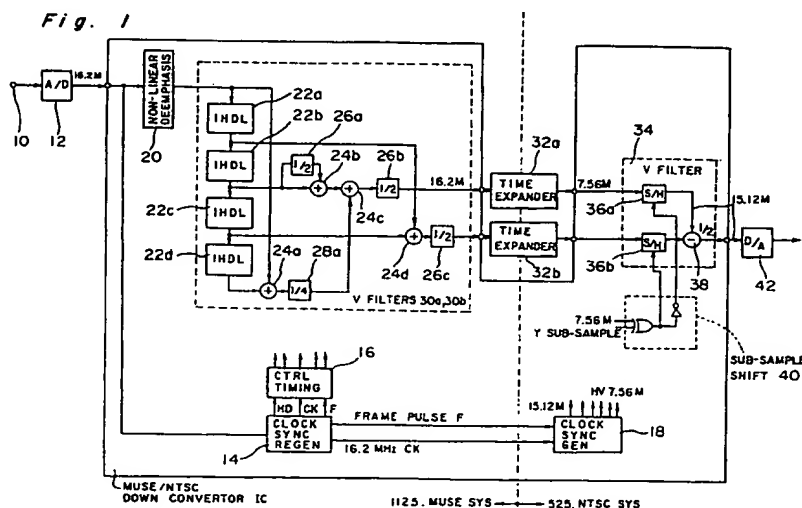 Fig. 1
A/D
16.2M
10
12
NON-LINEAR
DEEMPHASIS
20
1HDL
22a
1HDL
22b
26a
1/2
24b
26b
1/2
24c
16.2M
1HDL
22c
1HDL
22d
24a
28a
1/4
24d
1/2
26c
V FILTERS 30a,30b
32a
TIME
EXPANDER
TIME
EXPANDER
32b
7.56M
34
V FILTER
S/H
36a
15.12M
S/H
36b
38
1/2
D/A
42
7.56M
Y SUB-SAMPLE
SUB-SAMPLE
SHIFT 40
16
CTRL
TIMING
HD
CK
F
CLOCK
SYNC
REGEN
14
FRAME PULSE F
16.2 MHz CK
15.12M
HV 7.56M
CLOCK
SYNC
GEN
18
MUSE/NTSC
DOWN CONVERTOR IC
1125. MUSE SYS
525. NTSC SYS